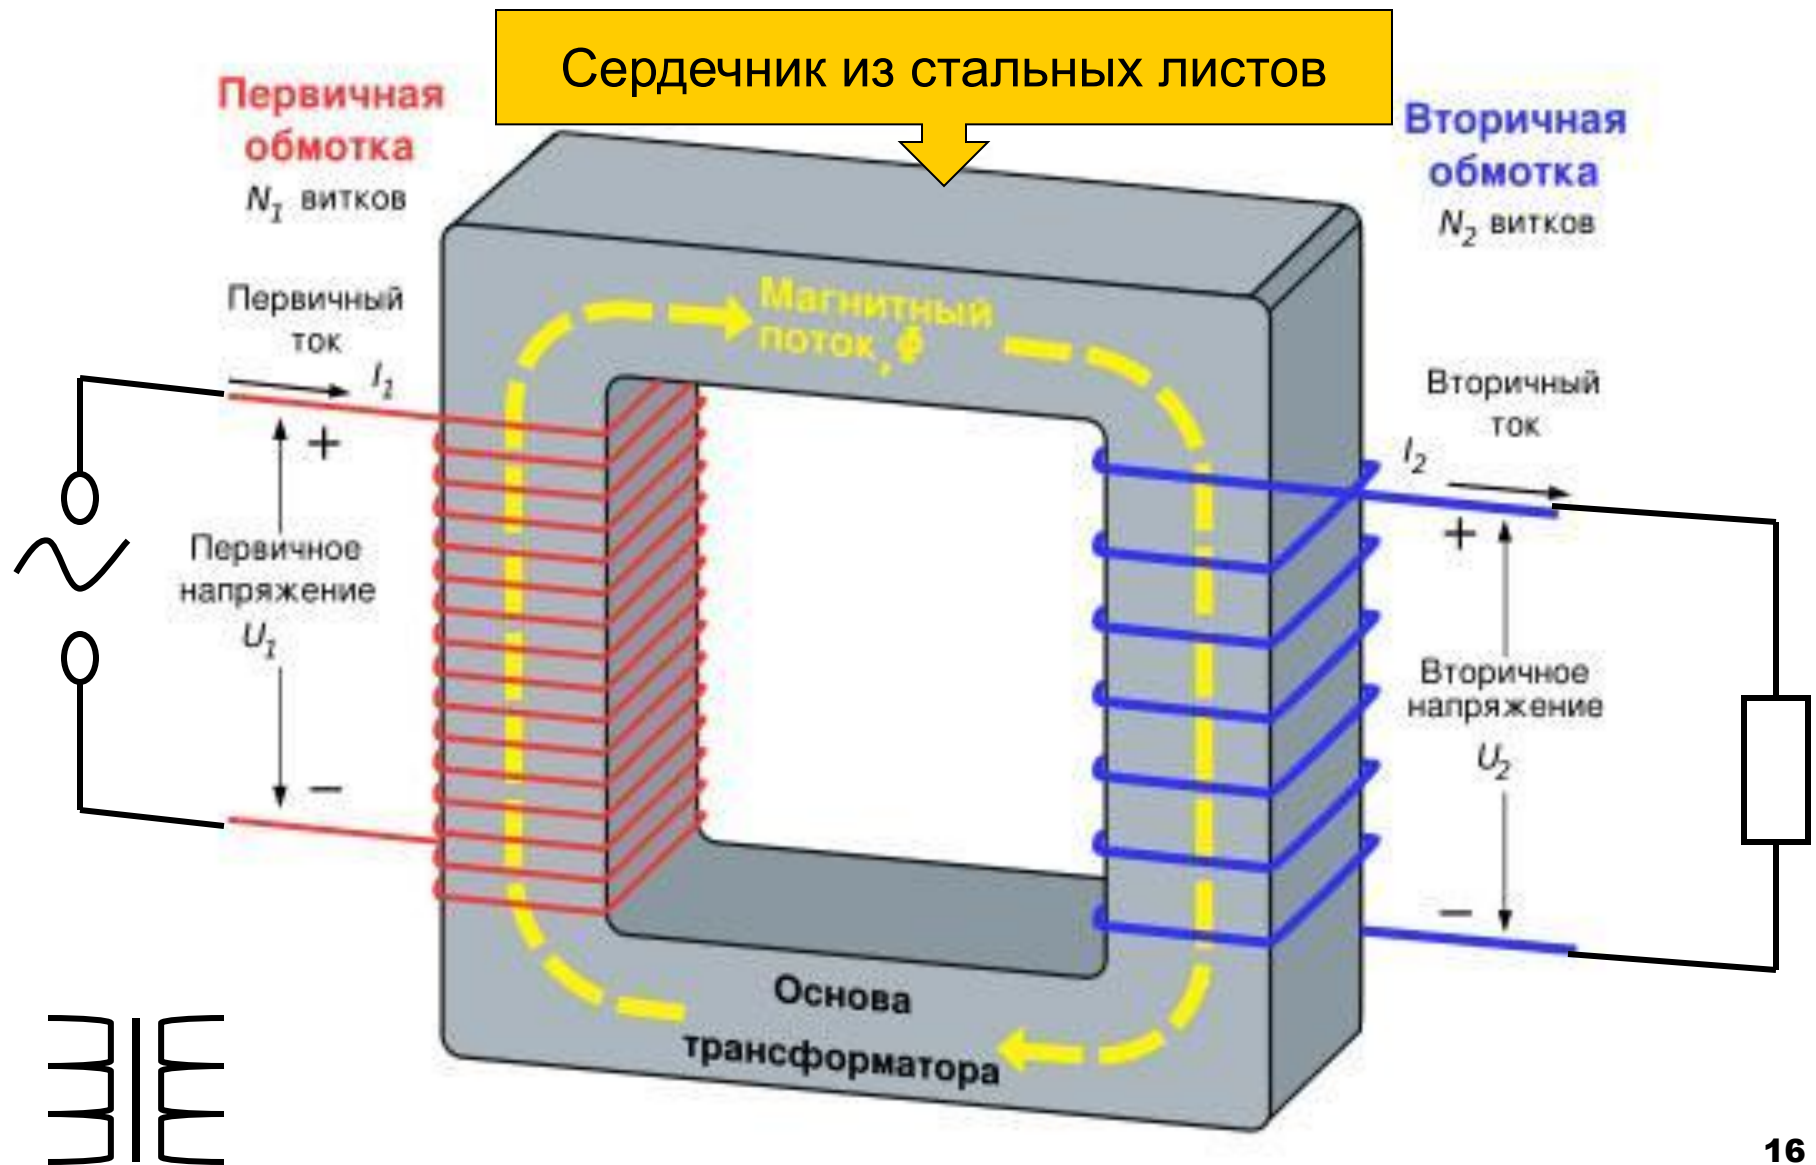 Сердечник из стальных листов
Первичная
обмотка
N₁ витков
Вторичная
обмотка
N₂ витков
Первичный
ток
I₁
Магнитный
поток, Φ
Вторичный
ток
I₂
+
+
Первичное
напряжение
U₁
Вторичное
напряжение
U₂
−
−
Основа
трансформатора
16